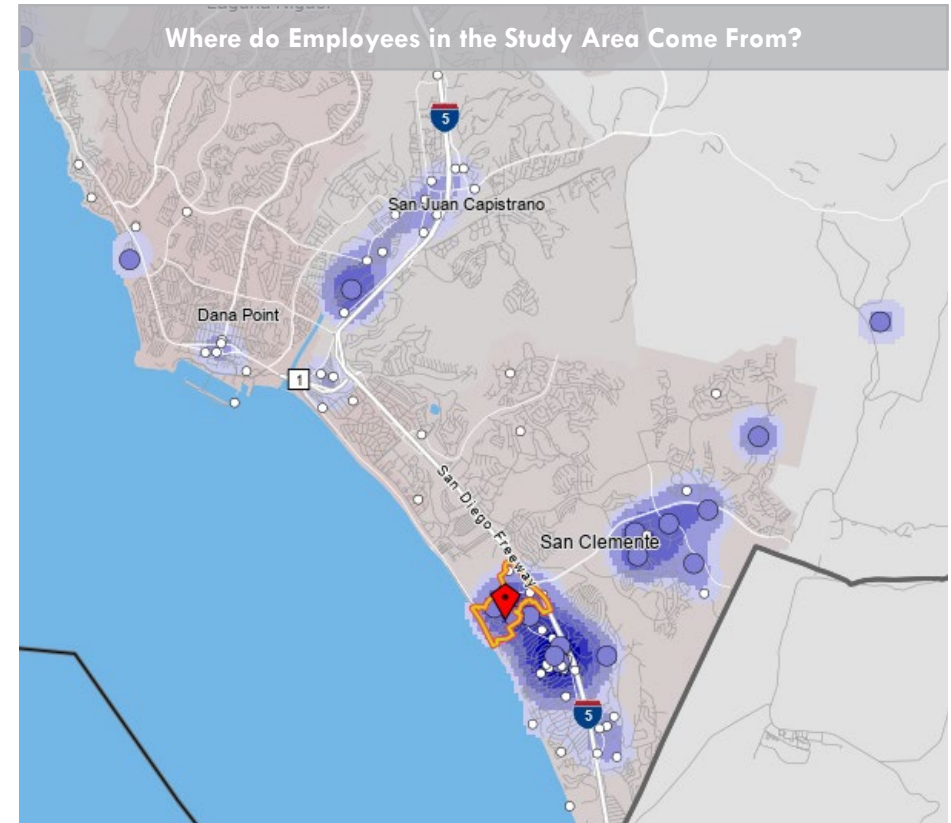 Where do Employees in the Study Area Come From?
5
San Juan Capistrano
Dana Point
1
San Diego Freeway
San Clemente
5